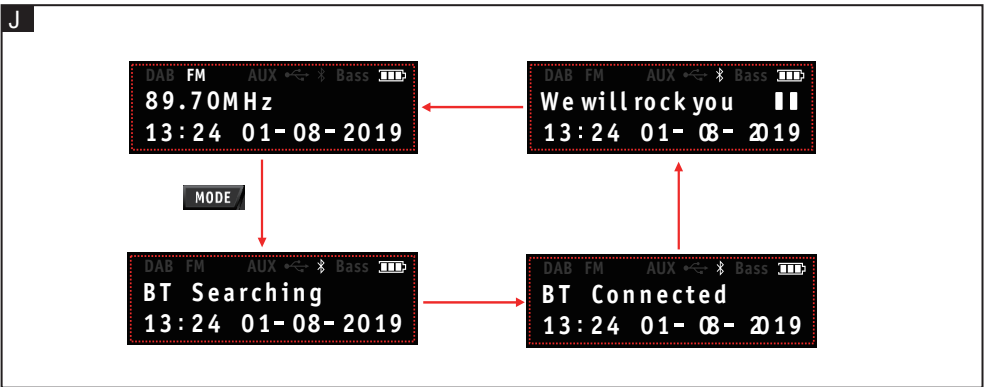 J
DAB FM AUX Bass
89.70MHz
13:24 01-08-2019
DAB FM AUX Bass
We will rock you
13:24 01-08-2019
MODE
DAB FM AUX Bass
BT Searching
13:24 01-08-2019
DAB FM AUX Bass
BT Connected
13:24 01-08-2019